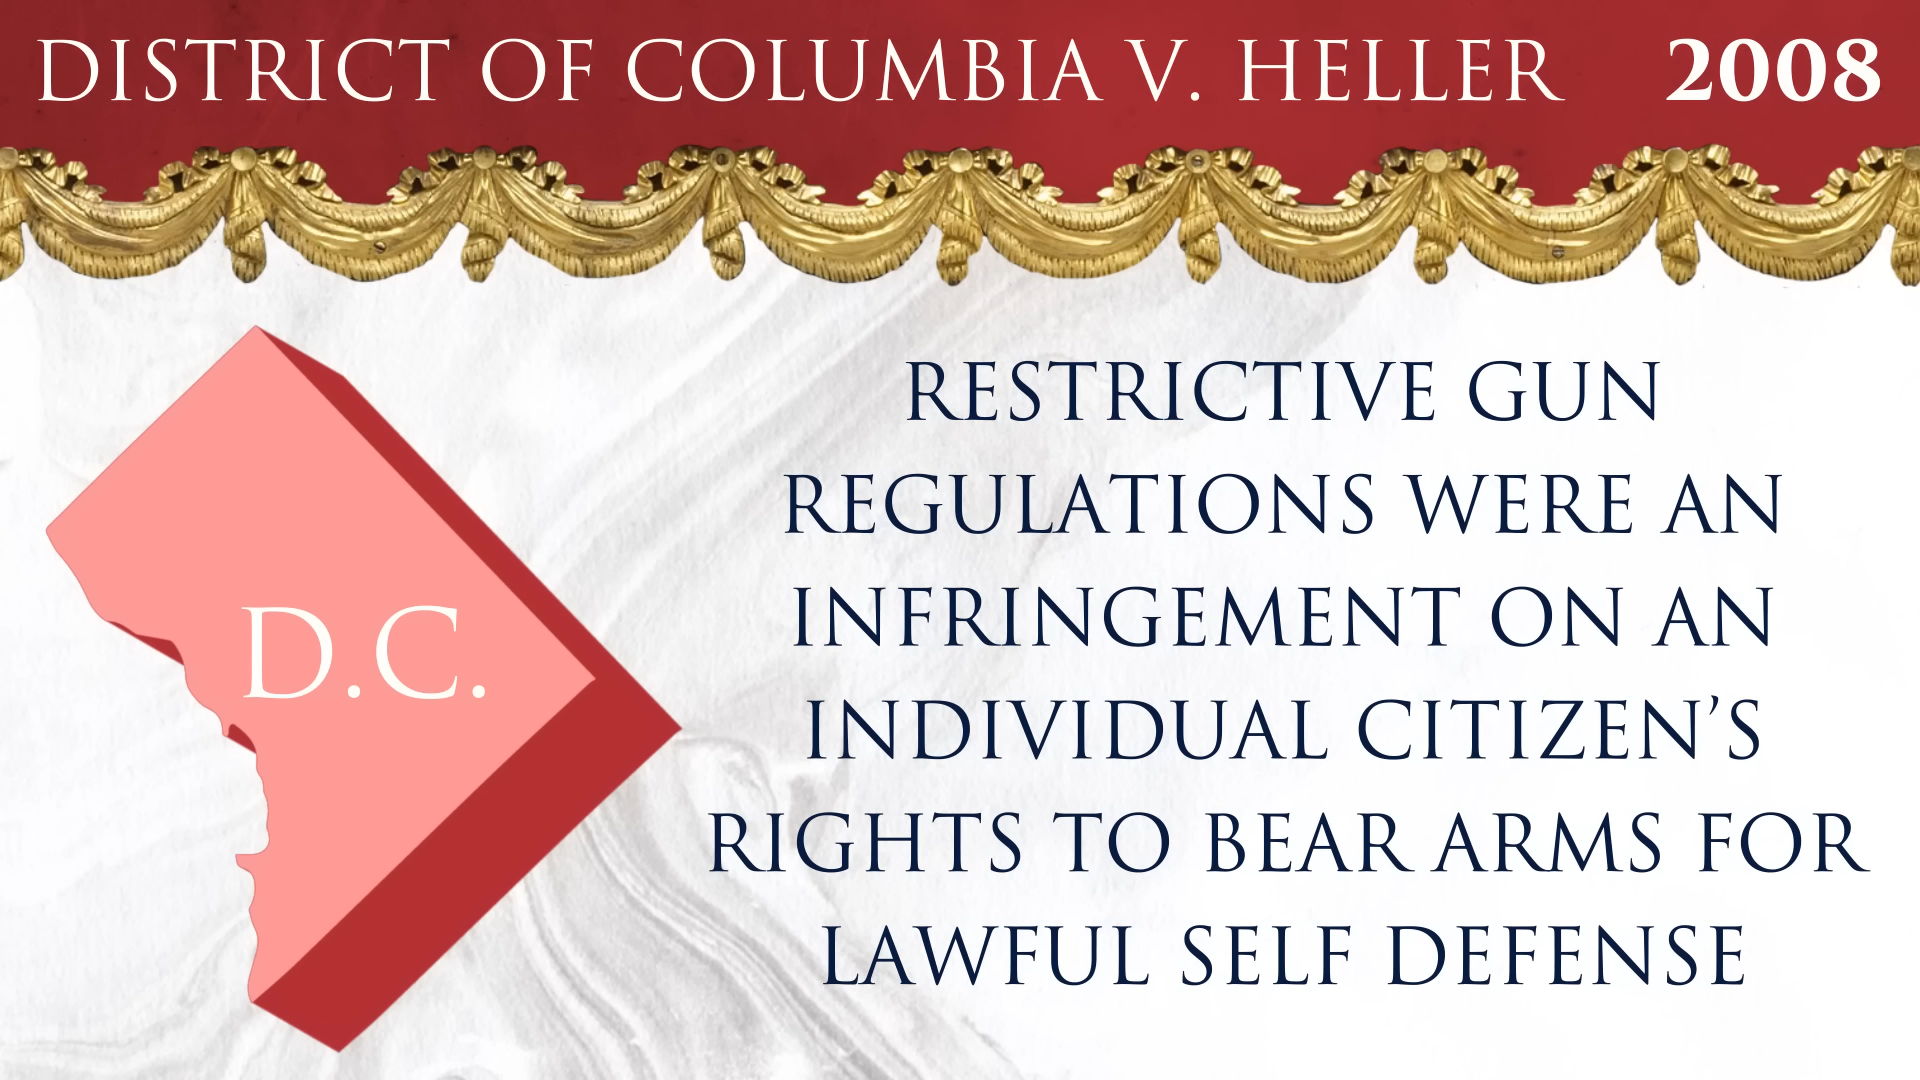 DISTRICT OF COLUMBIA V. HELLER 2008
D.C.
RESTRICTIVE GUN
REGULATIONS WERE AN
INFRINGEMENT ON AN
INDIVIDUAL CITIZEN’S
RIGHTS TO BEAR ARMS FOR
LAWFUL SELF DEFENSE